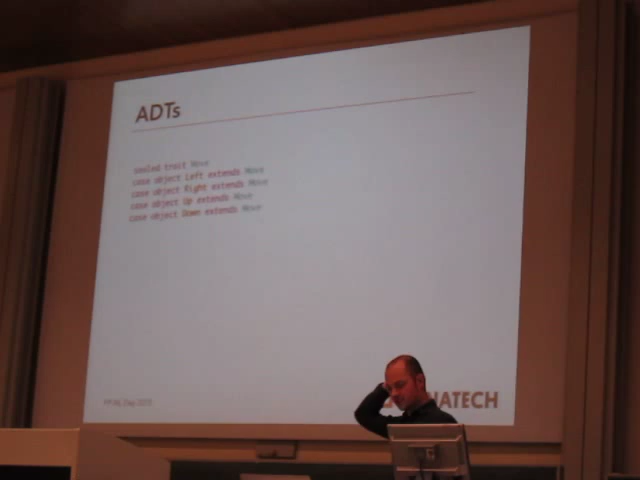 ADTs
sealed trait Move
case object Left extends Move
case object Right extends Move
case object Up extends Move
case object Down extends Move